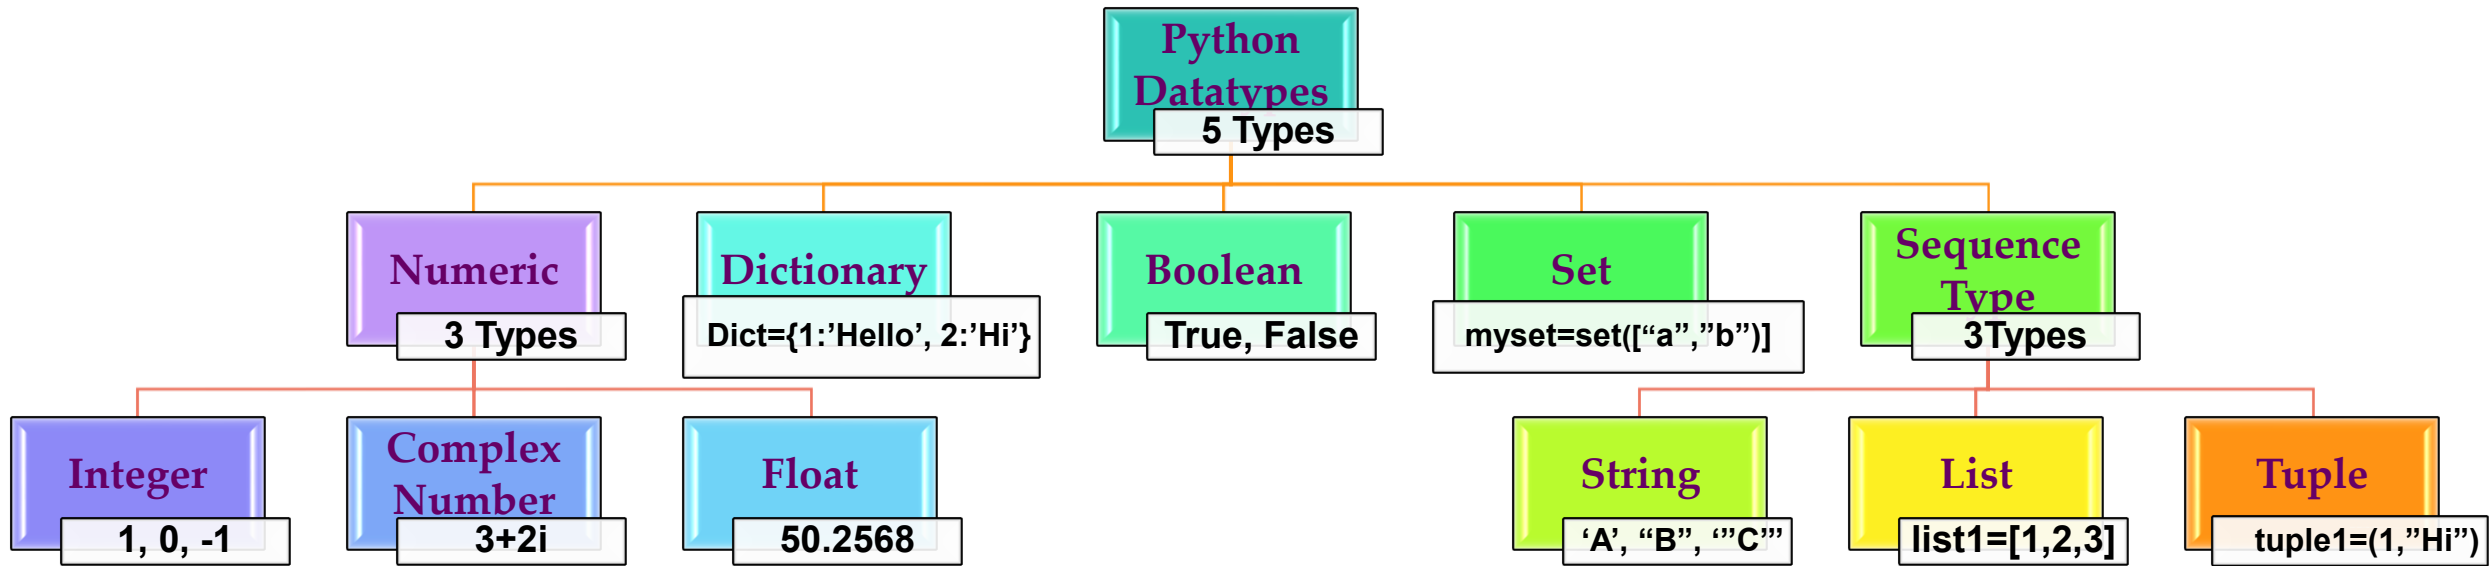 Python
Datatypes
5 Types
Numeric
3 Types
Dictionary
Dict={1:’Hello’, 2:’Hi’}
Boolean
True, False
Set
myset=set([“a”,”b”)]
Sequence
Type
3Types
Integer
1, 0, -1
Complex
Number
3+2i
Float
50.2568
String
‘A’, “B”, ‘”C”’
List
list1=[1,2,3]
Tuple
tuple1=(1,”Hi”)